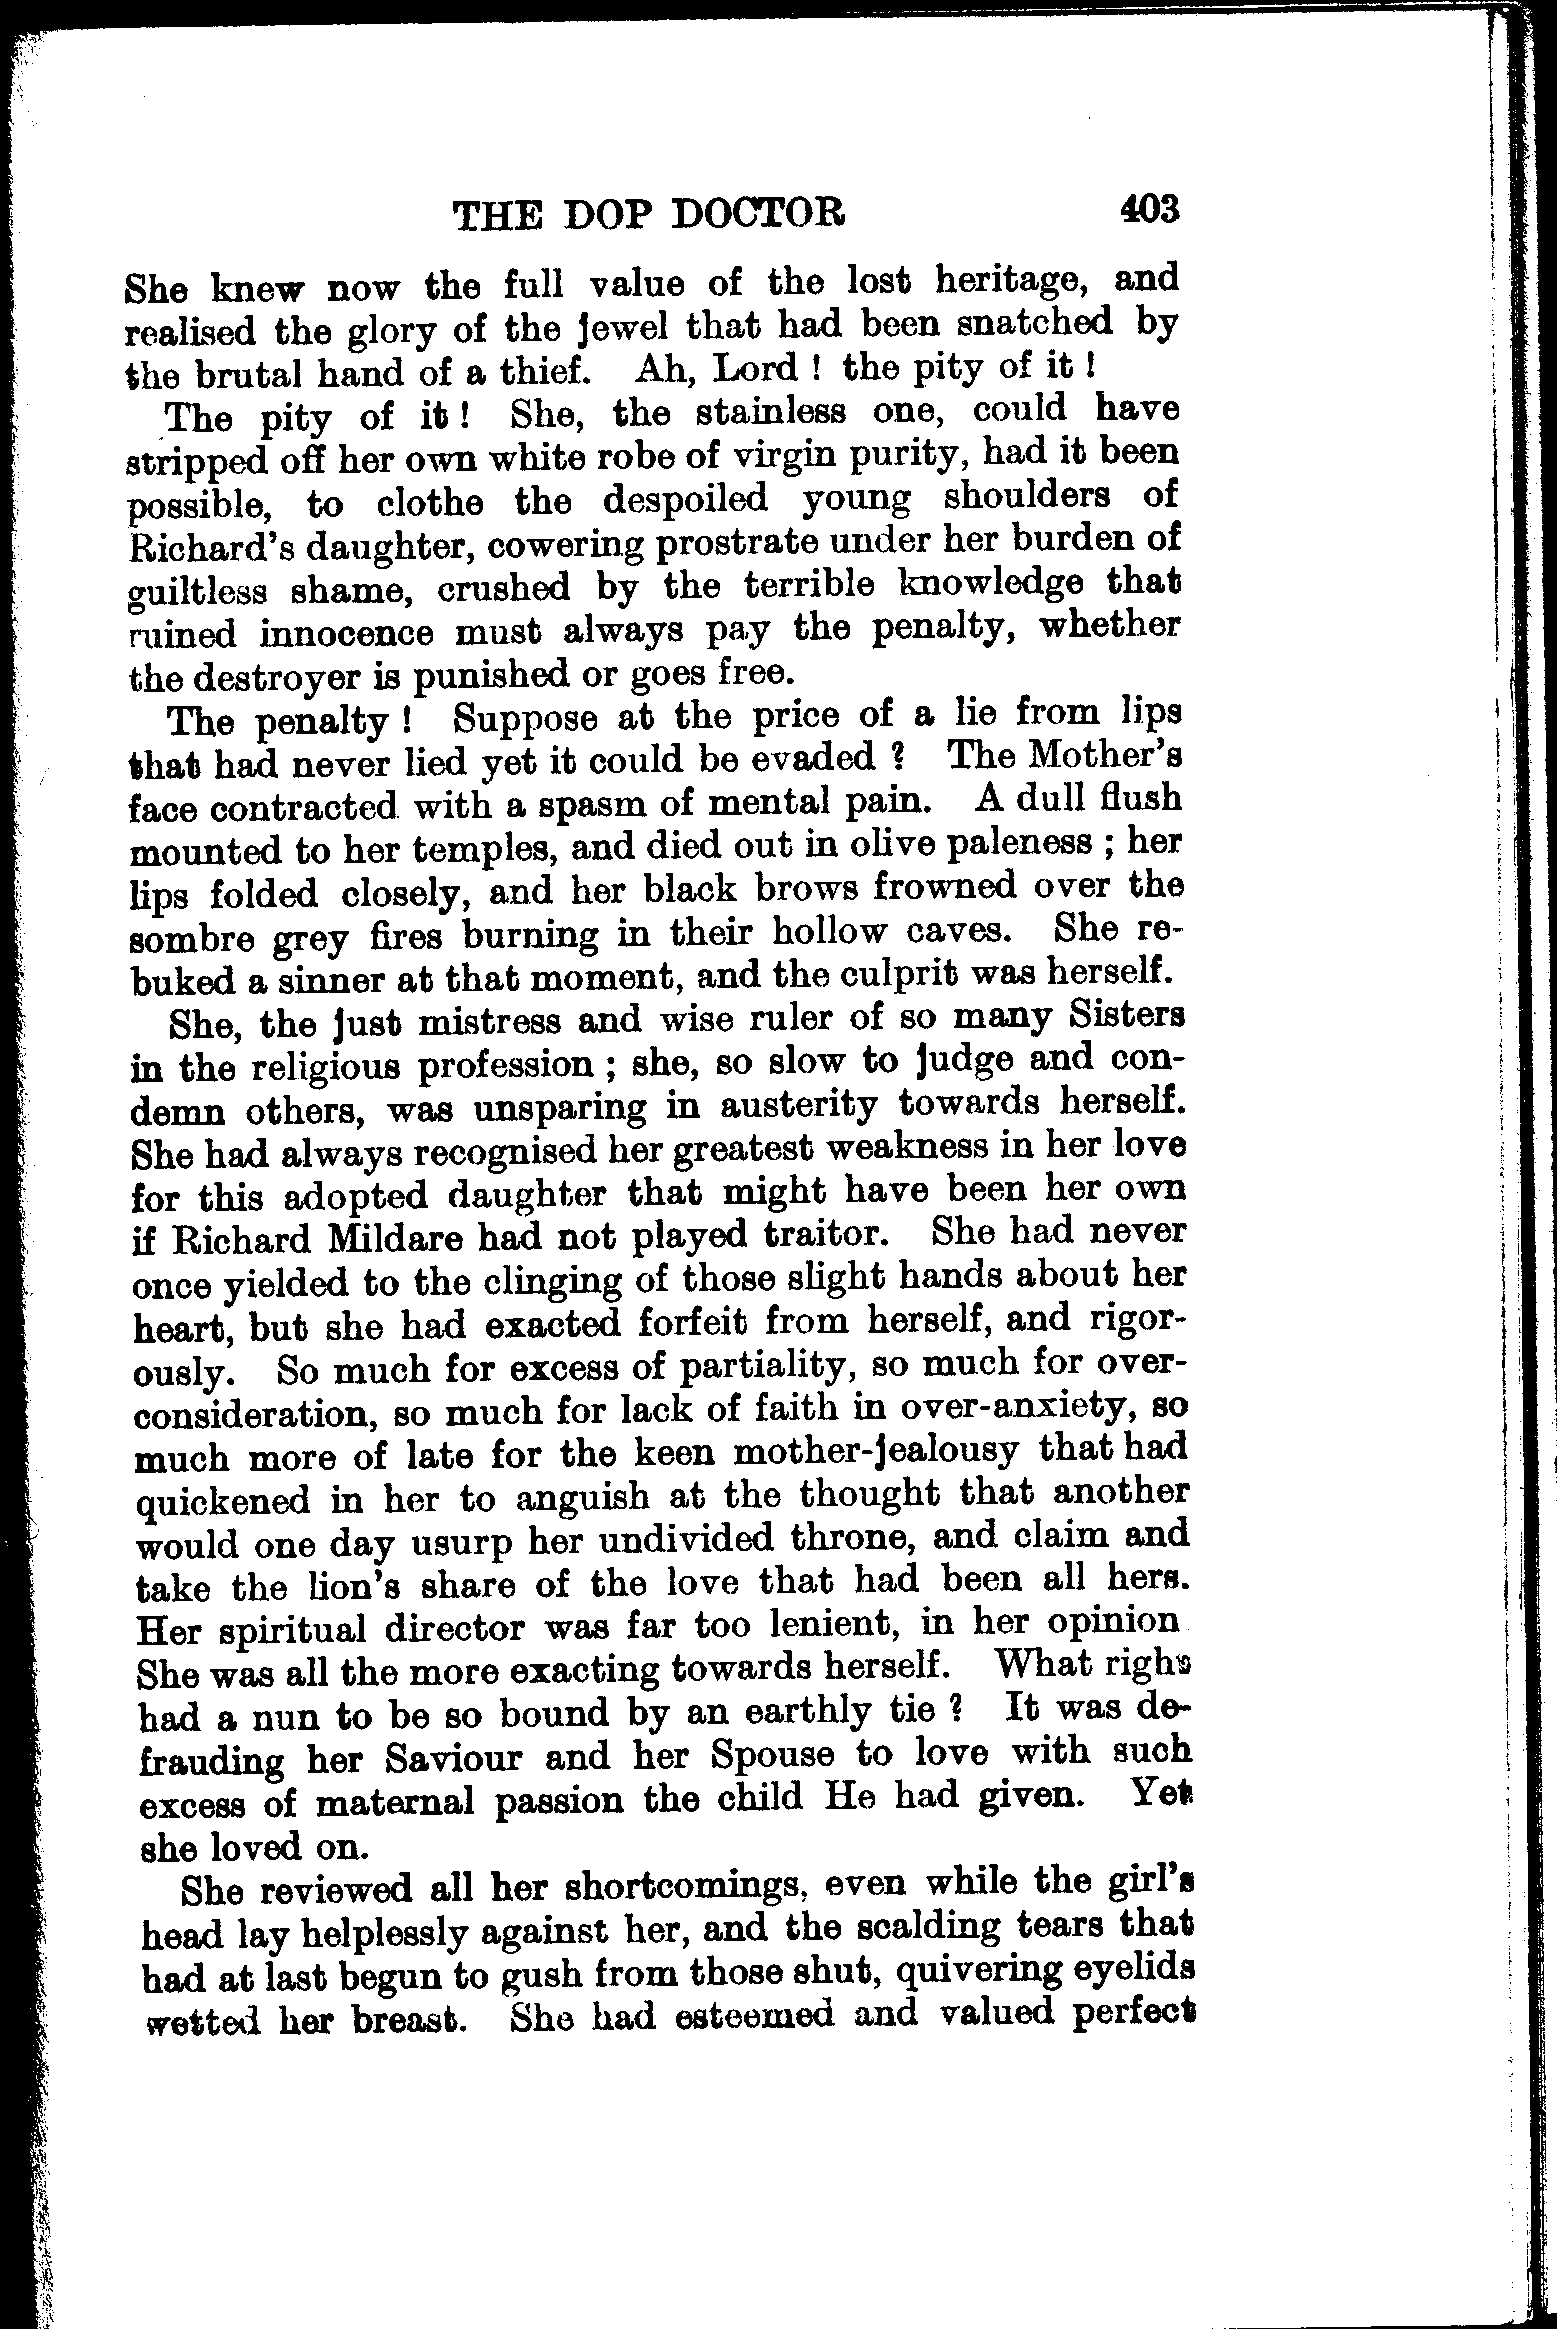 THE DOP DOCTOR 403
She knew now the full value of the lost heritage, and
realised the glory of the jewel that had been snatched by
the brutal hand of a thief. Ah, Lord ! the pity of it !
The pity of it ! She, the stainless one, could have
stripped off her own white robe of virgin purity, had it been
possible, to clothe the despoiled young shoulders of
Richard's daughter, cowering prostrate under her burden of
guiltless shame, crushed by the terrible knowledge that
ruined innocence must always pay the penalty, whether
the destroyer is punished or goes free.
The penalty ! Suppose at the price of a lie from lips
that had never lied yet it could be evaded ? The Mother's
face contracted with a spasm of mental pain. A dull flush
mounted to her temples, and died out in olive paleness ; her
lips folded closely, and her black brows frowned over the
sombre grey fires burning in their hollow caves. She re-
buked a sinner at that moment, and the culprit was herself.
She, the just mistress and wise ruler of so many Sisters
in the religious profession ; she, so slow to judge and con-
demn others, was unsparing in austerity towards herself.
She had always recognised her greatest weakness in her love
for this adopted daughter that might have been her own
if Richard Mildare had not played traitor. She had never
once yielded to the clinging of those slight hands about her
heart, but she had exacted forfeit from herself, and rigor-
ously. So much for excess of partiality, so much for over-
consideration, so much for lack of faith in over-anxiety, so
much more of late for the keen mother-jealousy that had
quickened in her to anguish at the thought that another
would one day usurp her undivided throne, and claim and
take the lion's share of the love that had been all hers.
Her spiritual director was far too lenient, in her opinion
She was all the more exacting towards herself. What right
had a nun to be so bound by an earthly tie ? It was de-
frauding her Saviour and her Spouse to love with such
excess of maternal passion the child He had given. Yet
she loved on.
She reviewed all her shortcomings, even while the girl's
head lay helplessly against her, and the scalding tears that
had at last begun to gush from those shut, quivering eyelids
wetted her breast. She had esteemed and valued perfect